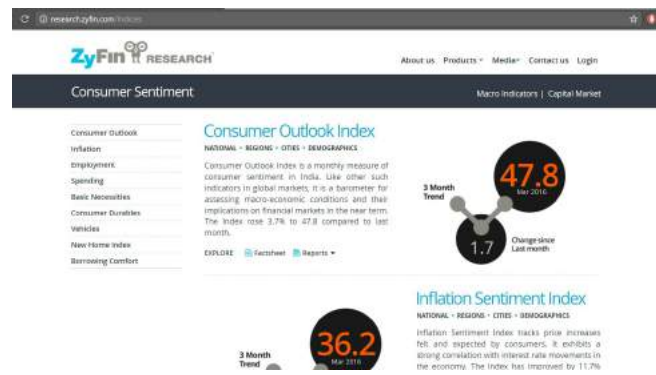 research.zyfin.com/Indices
ZyFin RESEARCH
About us Products Media Contact us Login
Consumer Sentiment
Macro Indicators | Capital Market
Consumer Outlook
Inflation
Employment
Spending
Basic Necessities
Consumer Durables
Vehicles
New Home Index
Borrowing Comfort
Consumer Outlook Index
NATIONAL • REGIONS • CITIES • DEMOGRAPHICS
Consumer Outlook Index is a monthly measure of
consumer sentiment in India. Like other such
indicators in global markets, it is a barometer for
assessing macro-economic conditions and their
implications on financial markets in the near term.
The Index rose 3.7% to 47.8 compared to last
month.
EXPLORE Factsheet Reports
3 Month
Trend
47.8
Mar 2016
1.7
Change since
Last month
Inflation Sentiment Index
NATIONAL • REGIONS • CITIES • DEMOGRAPHICS
Inflation Sentiment Index tracks price increases
felt and expected by consumers. It exhibits a
strong correlation with interest rate movements in
the economy. The Index has improved by 11.7%
36.2
Mar 2016
3 Month
Trend